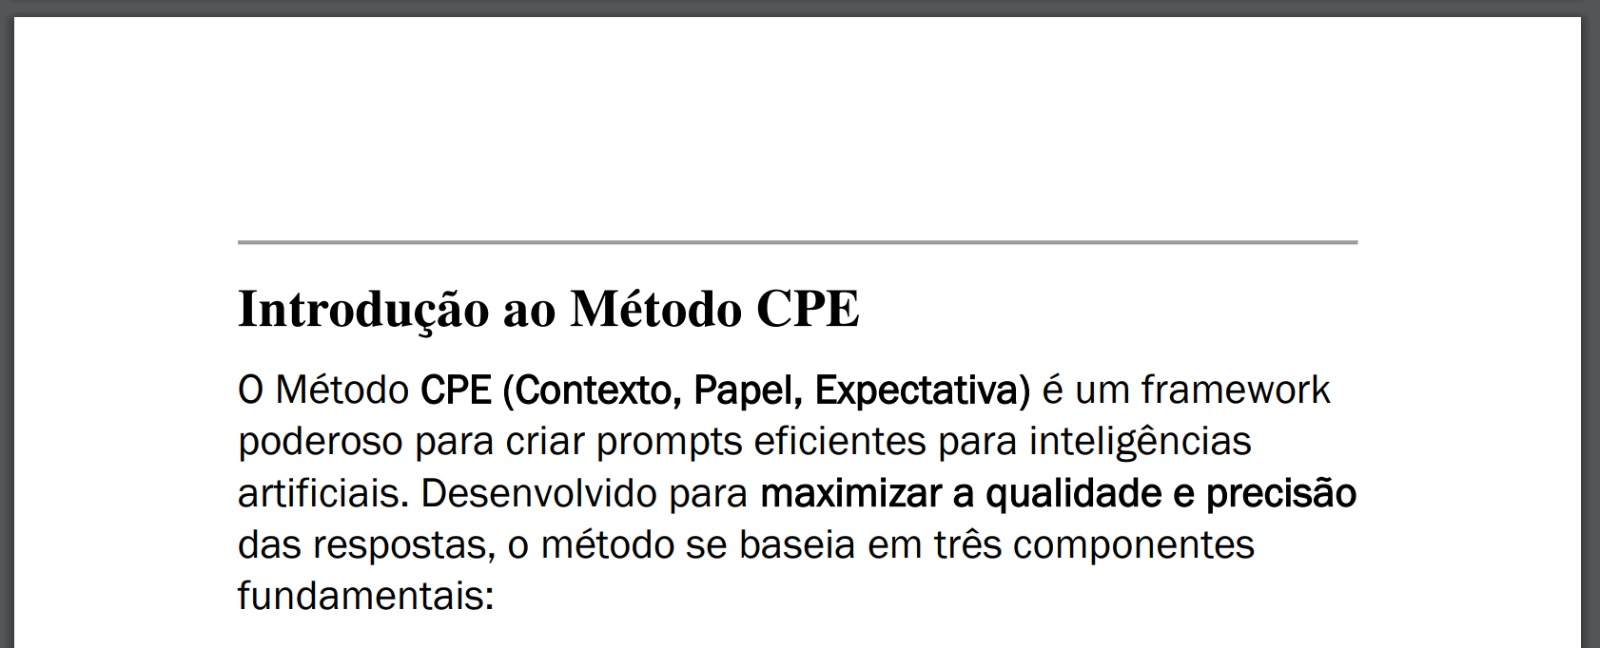 Introdução ao Método CPE
O Método CPE (Contexto, Papel, Expectativa) é um framework
poderoso para criar prompts eficientes para inteligências
artificiais. Desenvolvido para maximizar a qualidade e precisão
das respostas, o método se baseia em três componentes
fundamentais: